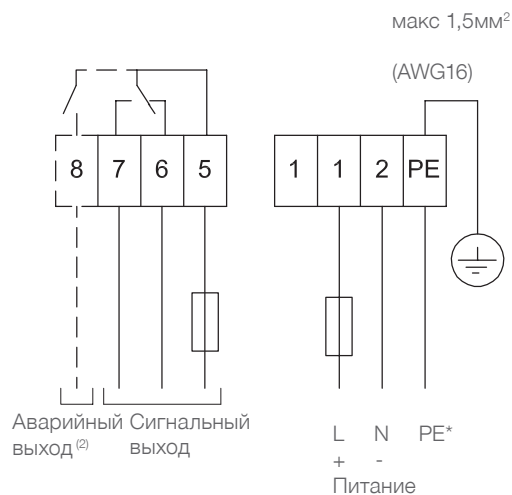 макс 1,5мм²
(AWG16)
8 7 6 5 1 1 2 PE
Аварийный Сигнальный
выход (2) выход
L N PE*
+ -
Питание